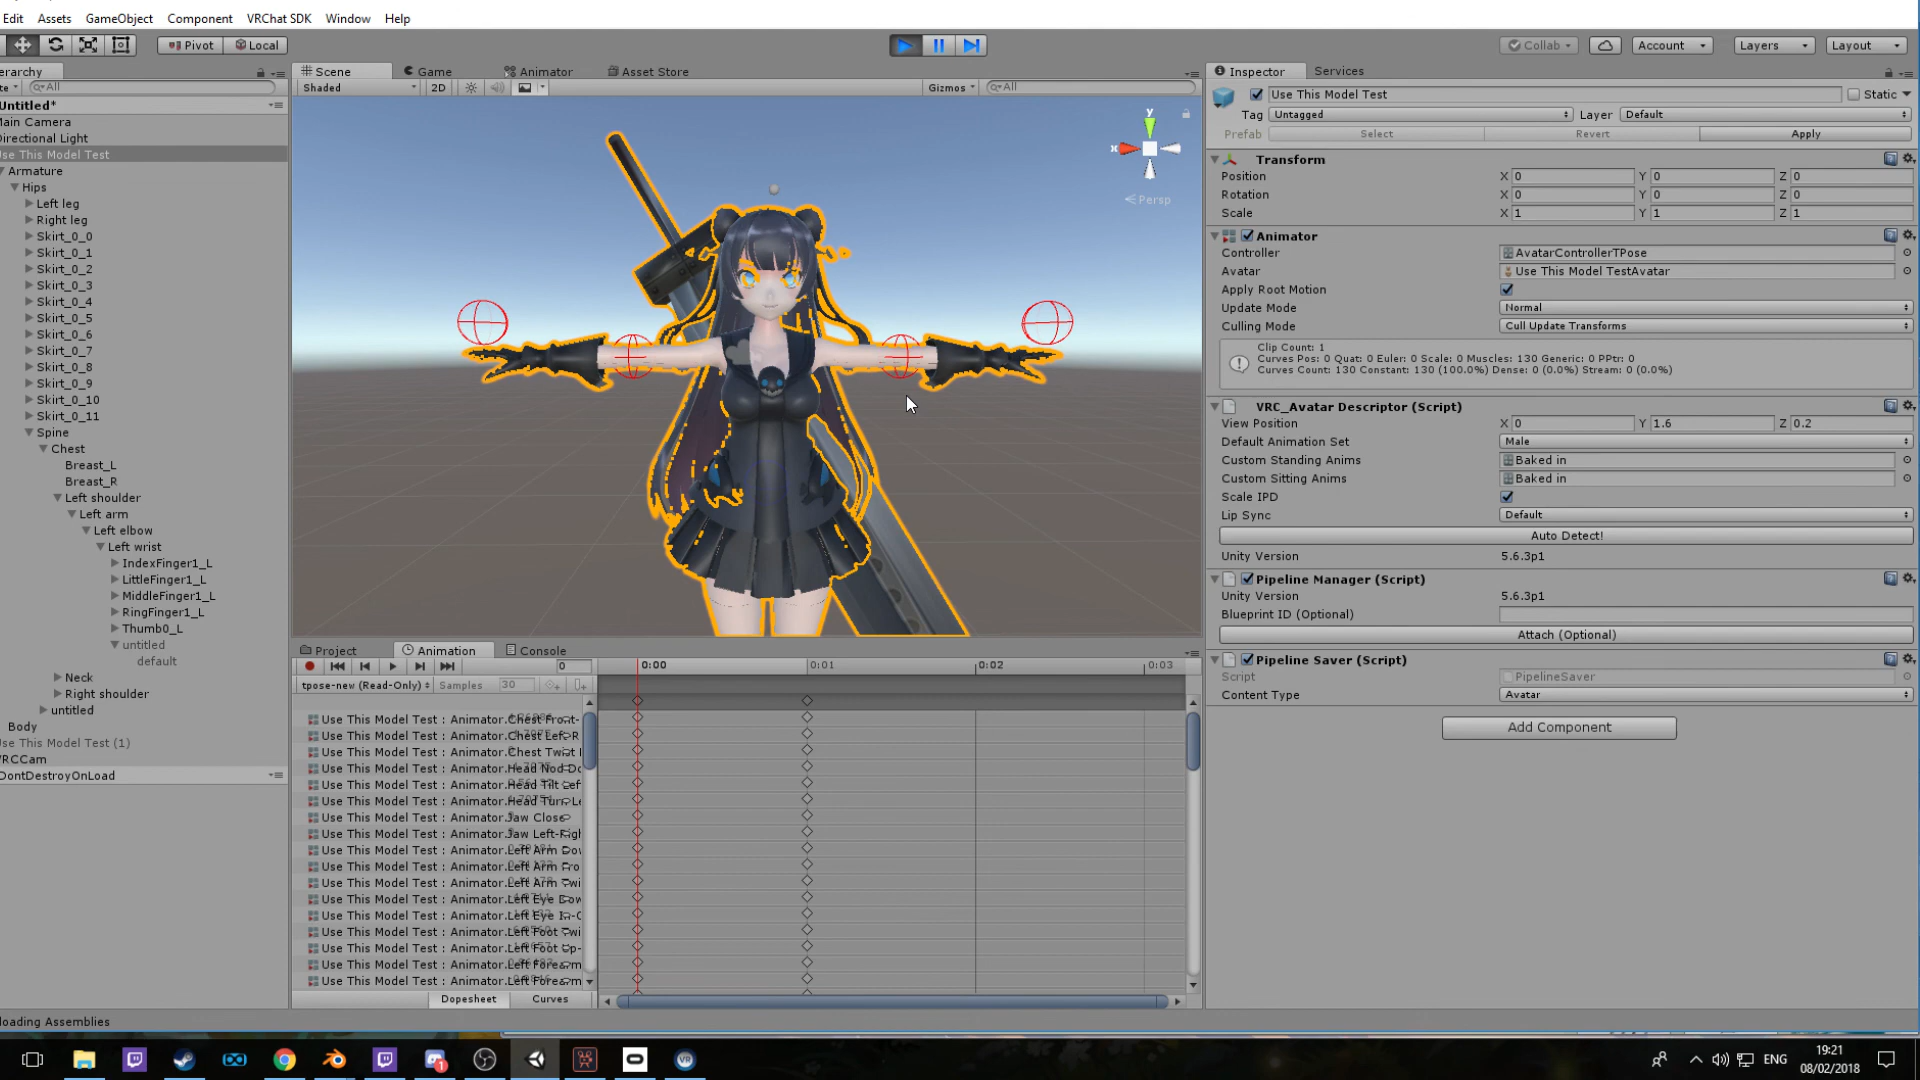 Edit Assets GameObject Component VRChat SDK Window Help
Pivot Local Collab Account Layers Layout
erarchy
Scene Game Animator Asset Store
Inspector Services
te All
Shaded 2D Gizmos All
Untitled*
Main Camera
Directional Light
Use This Model Test
Armature
Hips
Left leg
Right leg
Skirt_0_0
Skirt_0_1
Skirt_0_2
Skirt_0_3
Skirt_0_4
Skirt_0_5
Skirt_0_6
Skirt_0_7
Skirt_0_8
Skirt_0_9
Skirt_0_10
Skirt_0_11
Spine
Chest
Breast_L
Breast_R
Left shoulder
Left arm
Left elbow
Left wrist
IndexFinger1_L
LittleFinger1_L
MiddleFinger1_L
RingFinger1_L
Thumb0_L
untitled
default
Neck
Right shoulder
untitled
Body
Use This Model Test (1)
VRCCam
DontDestroyOnLoad
y
x
Persp
Use This Model Test Static
Tag Untagged Layer Default
Prefab Select Revert Apply
Transform
Position X 0 Y 0 Z 0
Rotation X 0 Y 0 Z 0
Scale X 1 Y 1 Z 1
Animator
Controller AvatarControllerTPose
Avatar Use This Model TestAvatar
Apply Root Motion
Update Mode Normal
Culling Mode Cull Update Transforms
Clip Count: 1
Curves Pos: 0 Quat: 0 Euler: 0 Scale: 0 Muscles: 130 Generic: 0 PPtr: 0
Curves Count: 130 Constant: 130 (100.0%) Dense: 0 (0.0%) Stream: 0 (0.0%)
VRC_Avatar Descriptor (Script)
View Position X 0 Y 1.6 Z 0.2
Default Animation Set Male
Custom Standing Anims Baked in
Custom Sitting Anims Baked in
Scale IPD
Lip Sync Default
Auto Detect!
Unity Version 5.6.3p1
Pipeline Manager (Script)
Unity Version 5.6.3p1
Blueprint ID (Optional)
Attach (Optional)
Pipeline Saver (Script)
Script PipelineSaver
Content Type Avatar
Add Component
Project Animation Console
0 0:00 0:01 0:02 0:03
tpose-new (Read-Only) Samples 30
Use This Model Test : Animator.Chest Front-
Use This Model Test : Animator.Chest Left-R
Use This Model Test : Animator.Chest Twist
Use This Model Test : Animator.Head Nod Do
Use This Model Test : Animator.Head Tilt Lef
Use This Model Test : Animator.Head Turn Le
Use This Model Test : Animator.Jaw Close
Use This Model Test : Animator.Jaw Left-Righ
Use This Model Test : Animator.Left Arm Dow
Use This Model Test : Animator.Left Arm Fro
Use This Model Test : Animator.Left Arm Twi
Use This Model Test : Animator.Left Eye Dow
Use This Model Test : Animator.Left Eye In-O
Use This Model Test : Animator.Left Foot Twi
Use This Model Test : Animator.Left Foot Up-
Use This Model Test : Animator.Left Forearm
Use This Model Test : Animator.Left Forearm
Dopesheet Curves
loading Assemblies
ENG
19:21
08/02/2018